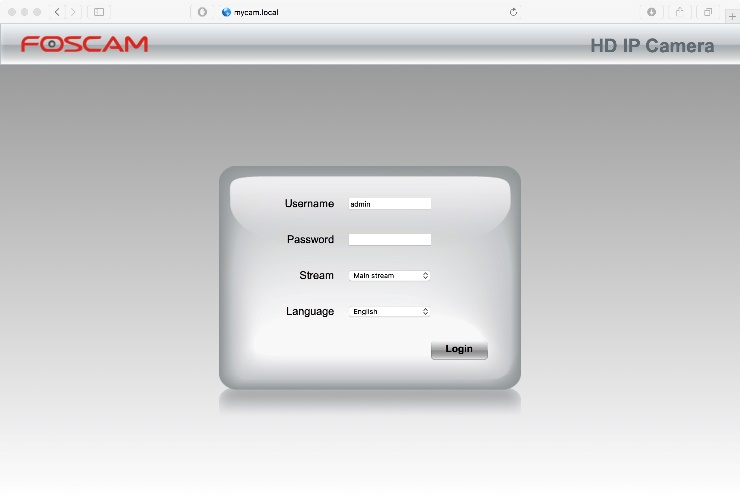 mycam.local
FOSCAM
HD IP Camera
Username admin
Password
Stream Main stream
Language English
Login